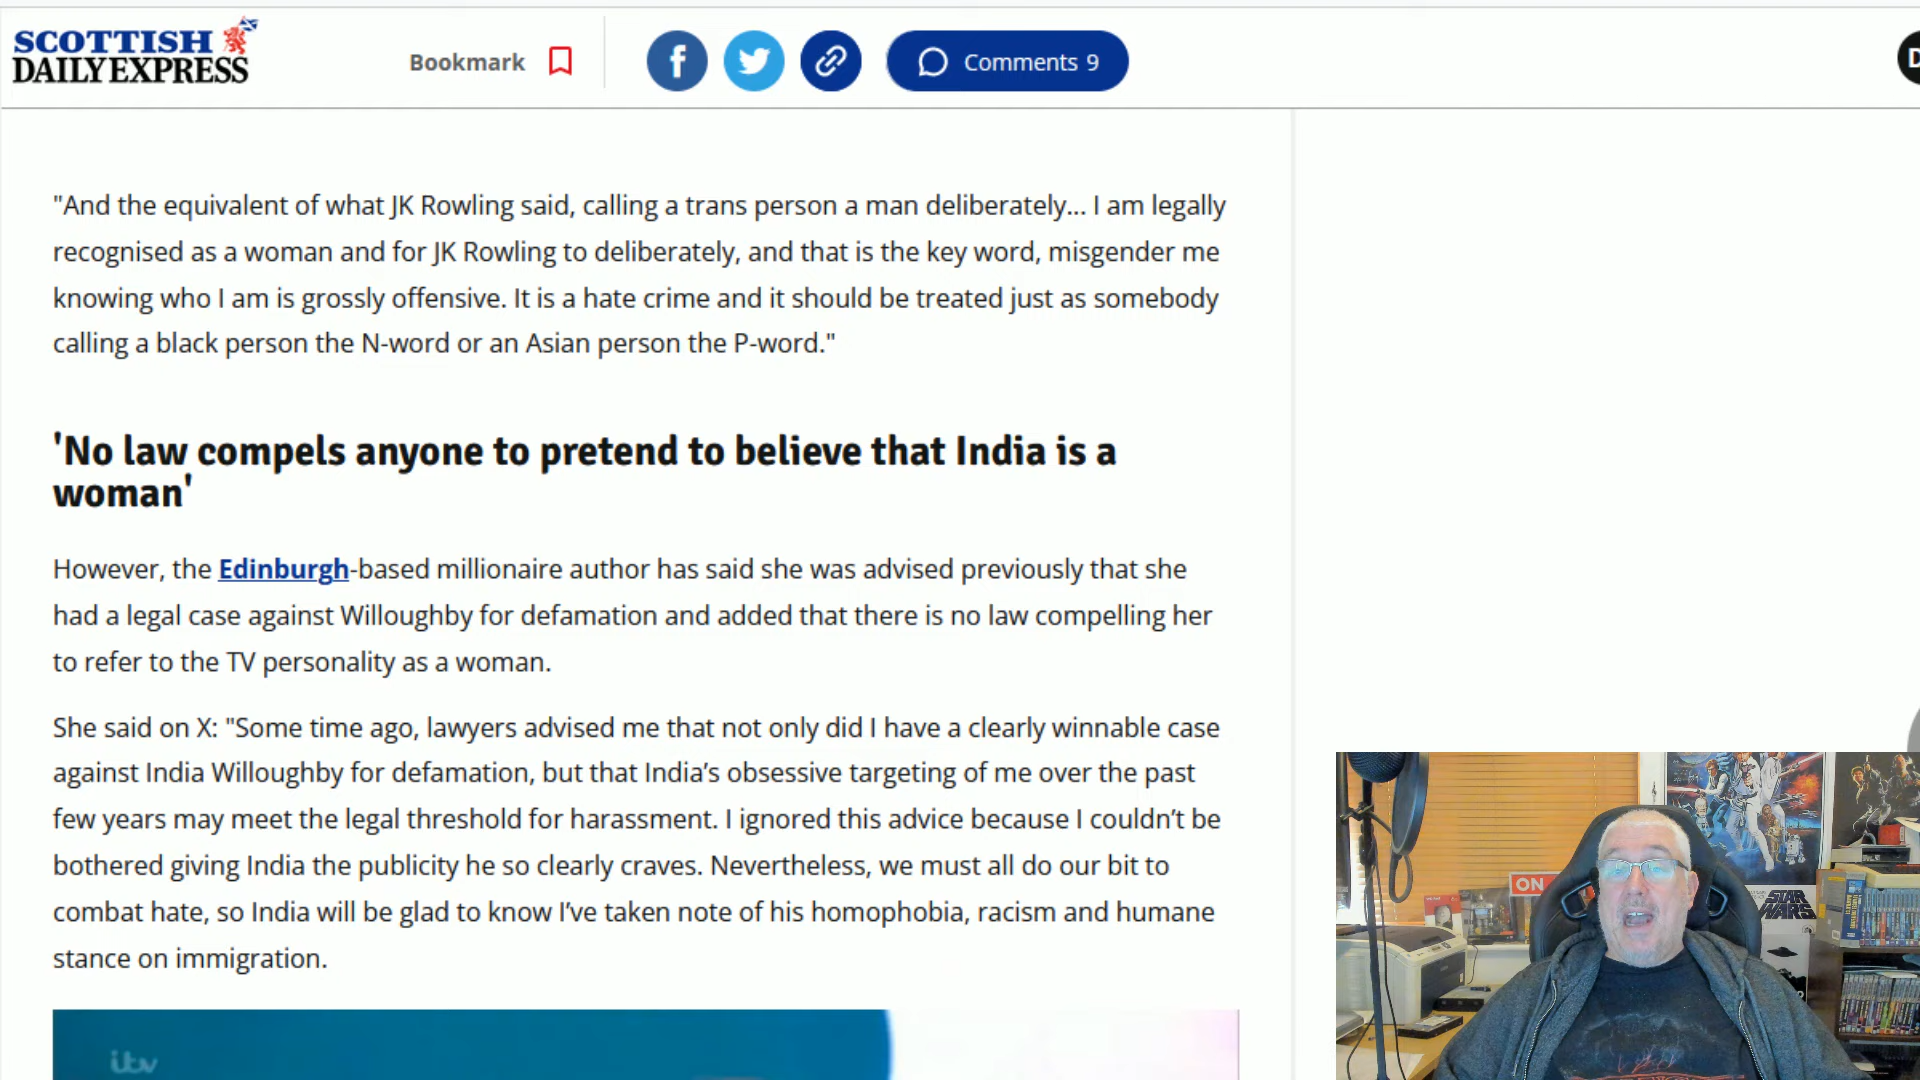 SCOTTISH
DAILY EXPRESS
Bookmark
Comments 9
"And the equivalent of what JK Rowling said, calling a trans person a man deliberately... I am legally
recognised as a woman and for JK Rowling to deliberately, and that is the key word, misgender me
knowing who I am is grossly offensive. It is a hate crime and it should be treated just as somebody
calling a black person the N-word or an Asian person the P-word."
'No law compels anyone to pretend to believe that India is a
woman'
However, the Edinburgh-based millionaire author has said she was advised previously that she
had a legal case against Willoughby for defamation and added that there is no law compelling her
to refer to the TV personality as a woman.
She said on X: "Some time ago, lawyers advised me that not only did I have a clearly winnable case
against India Willoughby for defamation, but that India's obsessive targeting of me over the past
few years may meet the legal threshold for harassment. I ignored this advice because I couldn't be
bothered giving India the publicity he so clearly craves. Nevertheless, we must all do our bit to
combat hate, so India will be glad to know I've taken note of his homophobia, racism and humane
stance on immigration.
itv
ON
STAR
WARS